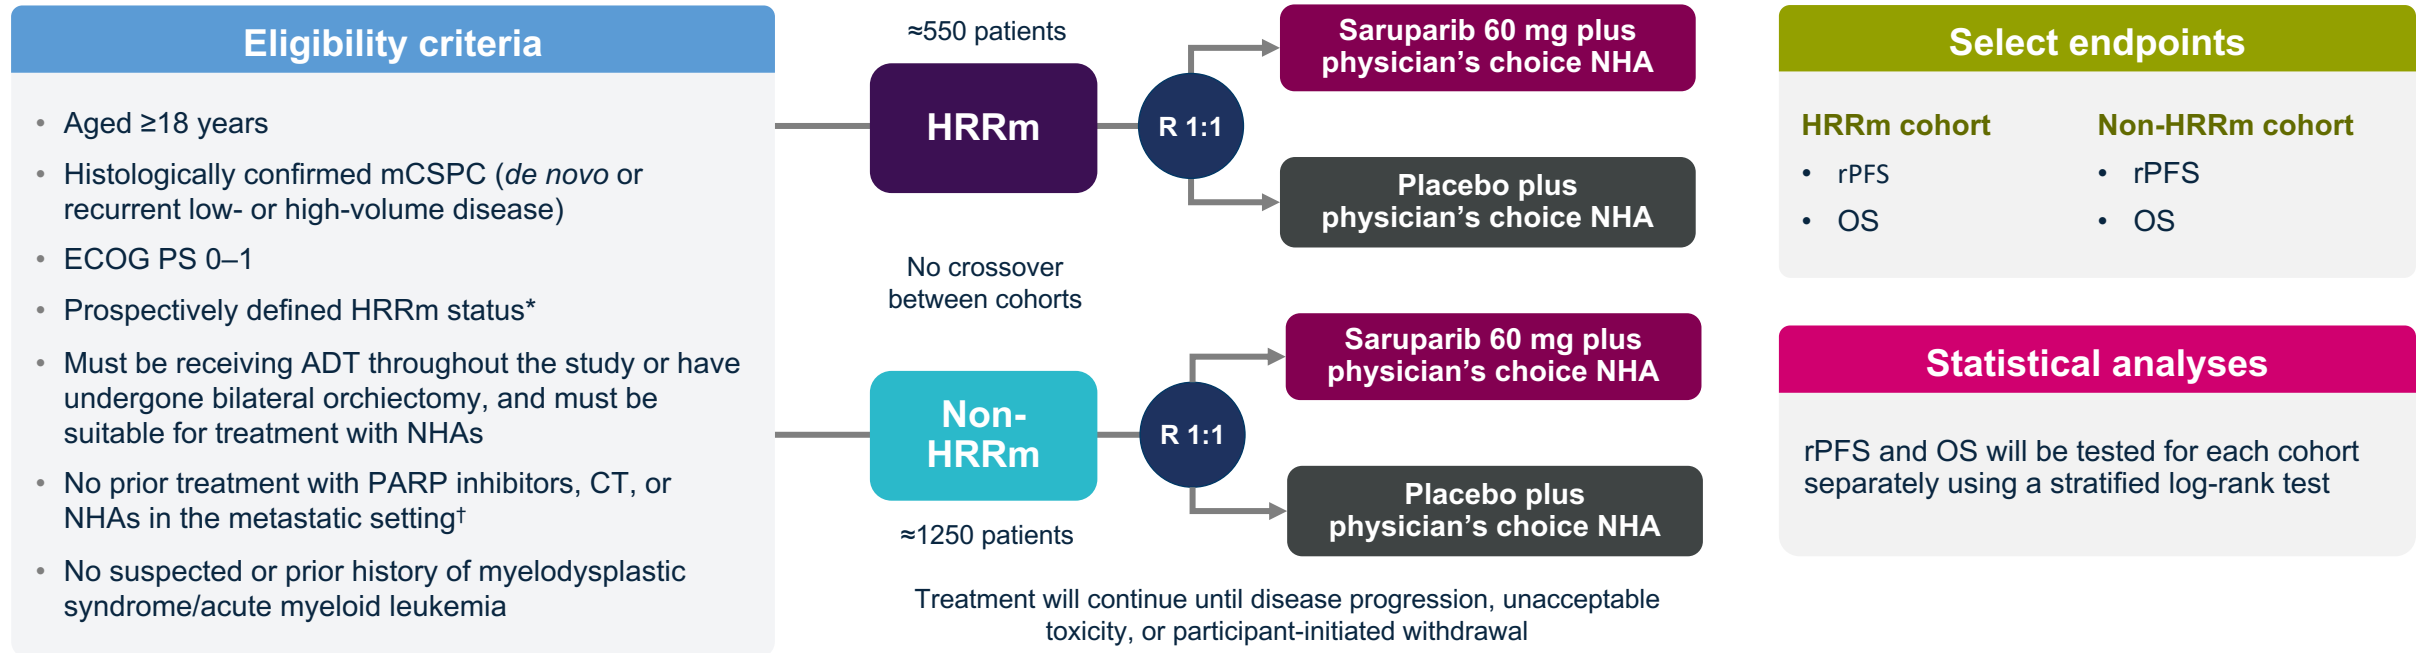 Eligibility criteria
• Aged ≥18 years
• Histologically confirmed mCSPC (de novo or
recurrent low- or high-volume disease)
• ECOG PS 0–1
• Prospectively defined HRRm status*
• Must be receiving ADT throughout the study or have
undergone bilateral orchiectomy, and must be
suitable for treatment with NHAs
• No prior treatment with PARP inhibitors, CT, or
NHAs in the metastatic setting†
• No suspected or prior history of myelodysplastic
syndrome/acute myeloid leukemia
≈550 patients
HRRm
R 1:1
Saruparib 60 mg plus
physician’s choice NHA
Placebo plus
physician’s choice NHA
No crossover
between cohorts
Non-
HRRm
≈1250 patients
R 1:1
Saruparib 60 mg plus
physician’s choice NHA
Placebo plus
physician’s choice NHA
Treatment will continue until disease progression, unacceptable
toxicity, or participant-initiated withdrawal
Select endpoints
HRRm cohort
• rPFS
• OS
Non-HRRm cohort
• rPFS
• OS
Statistical analyses
rPFS and OS will be tested for each cohort
separately using a stratified log-rank test